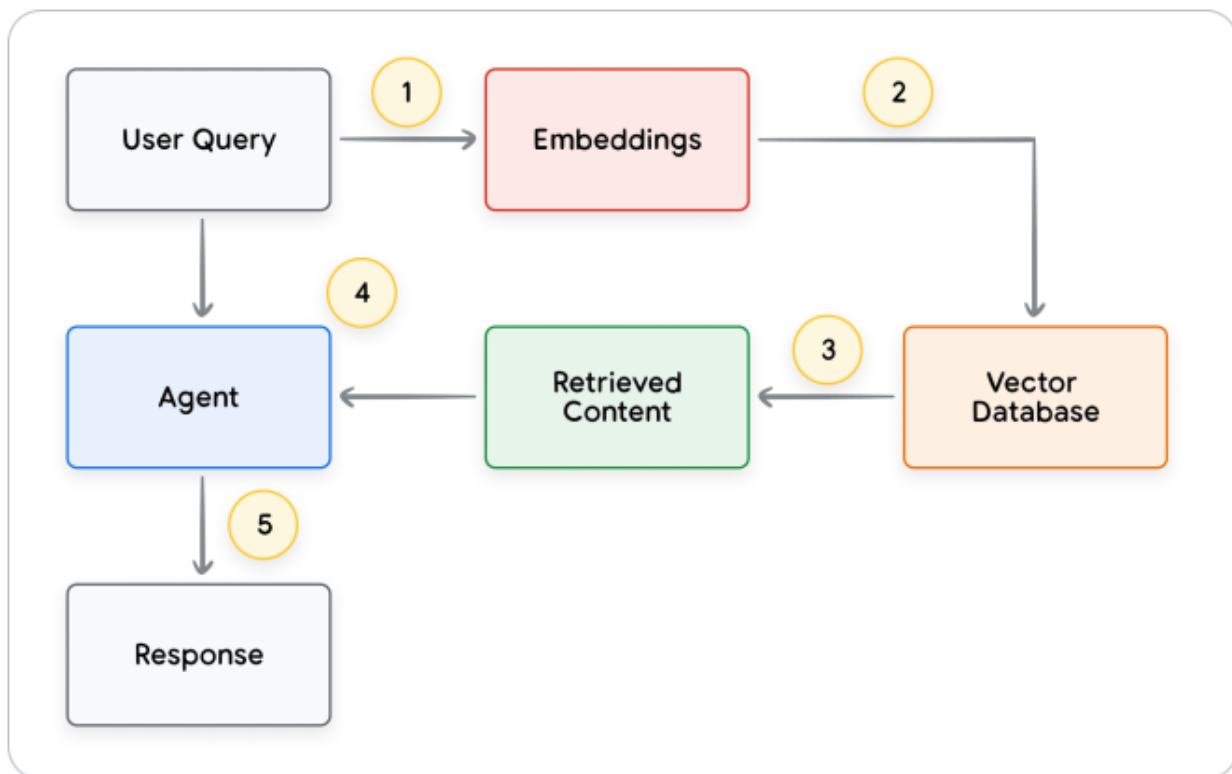 1
2
User Query
Embeddings
4
3
Agent
Retrieved
Content
Vector
Database
5
Response